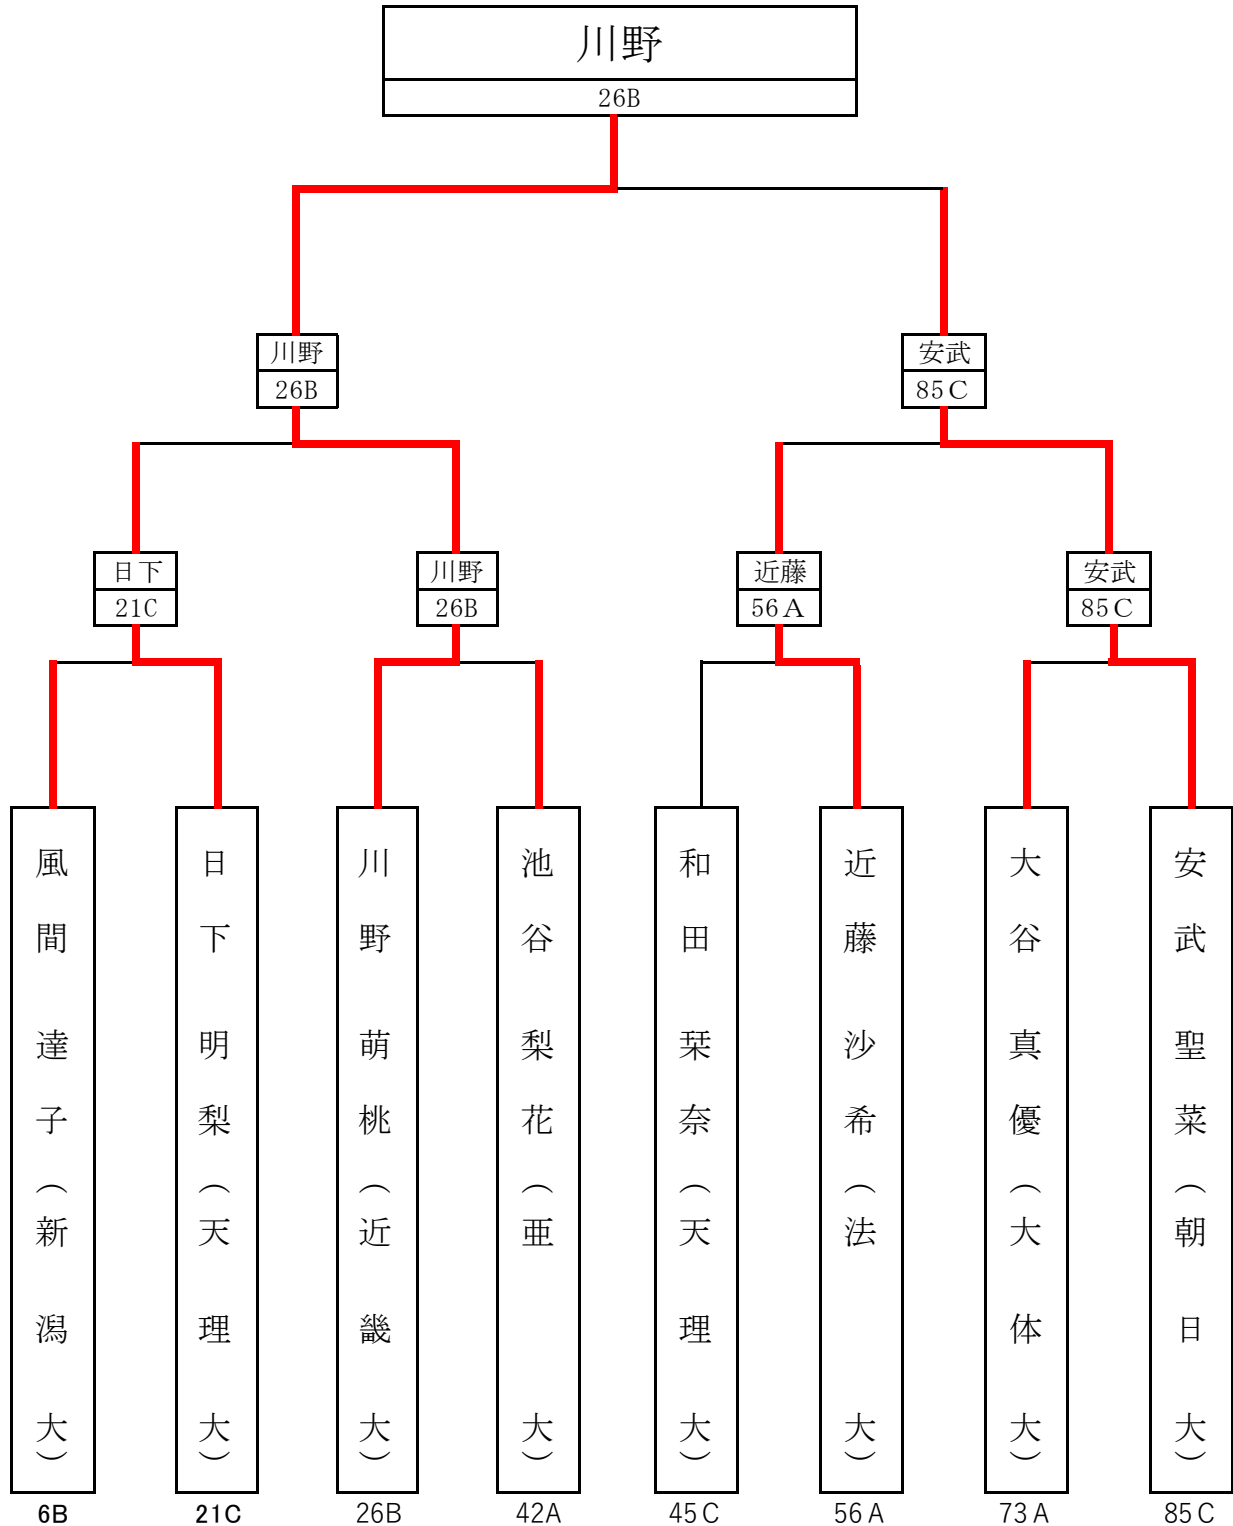 川野
26B
川野
26B
安武
85C
日下
21C
川野
26B
近藤
56A
安武
85C
風間達子(新潟大)
日下明梨(天理大)
川野萌桃(近畿大)
池谷梨花(亜大)
和田栞奈(天理大)
近藤沙希(法大)
大谷真優(大体大)
安武聖菜(朝日大)
6B
21C
26B
42A
45C
56A
73A
85C